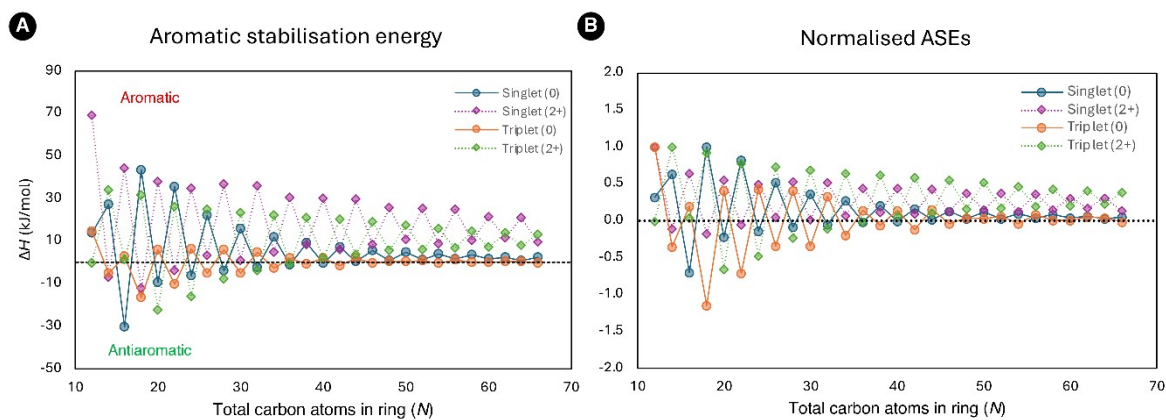 A
Aromatic stabilisation energy
90
70
50
30
10
-10
-30
-50
ΔH (kJ/mol)
Aromatic
Antiaromatic
Singlet (0)
Singlet (2+)
Triplet (0)
Triplet (2+)
10 20 30 40 50 60 70
Total carbon atoms in ring (N)
B
Normalised ASEs
2.0
1.5
1.0
0.5
0.0
-0.5
-1.0
-1.5
-2.0
Singlet (0)
Singlet (2+)
Triplet (0)
Triplet (2+)
10 20 30 40 50 60 70
Total carbon atoms in ring (N)